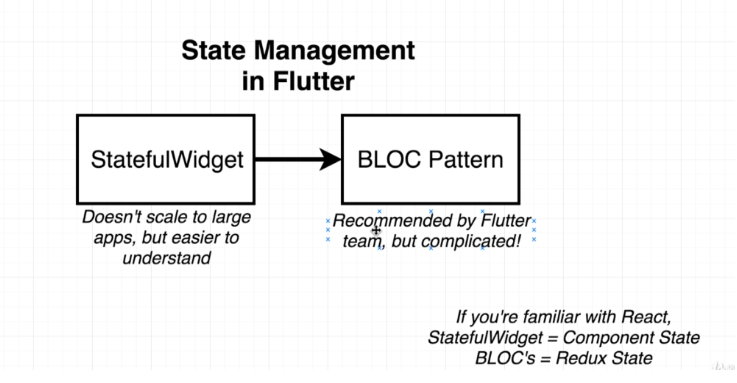 State Management
in Flutter
StatefulWidget
BLOC Pattern
Doesn't scale to large
apps, but easier to
understand
Recommended by Flutter
team, but complicated!
If you're familiar with React,
StatefulWidget = Component State
BLOC's = Redux State